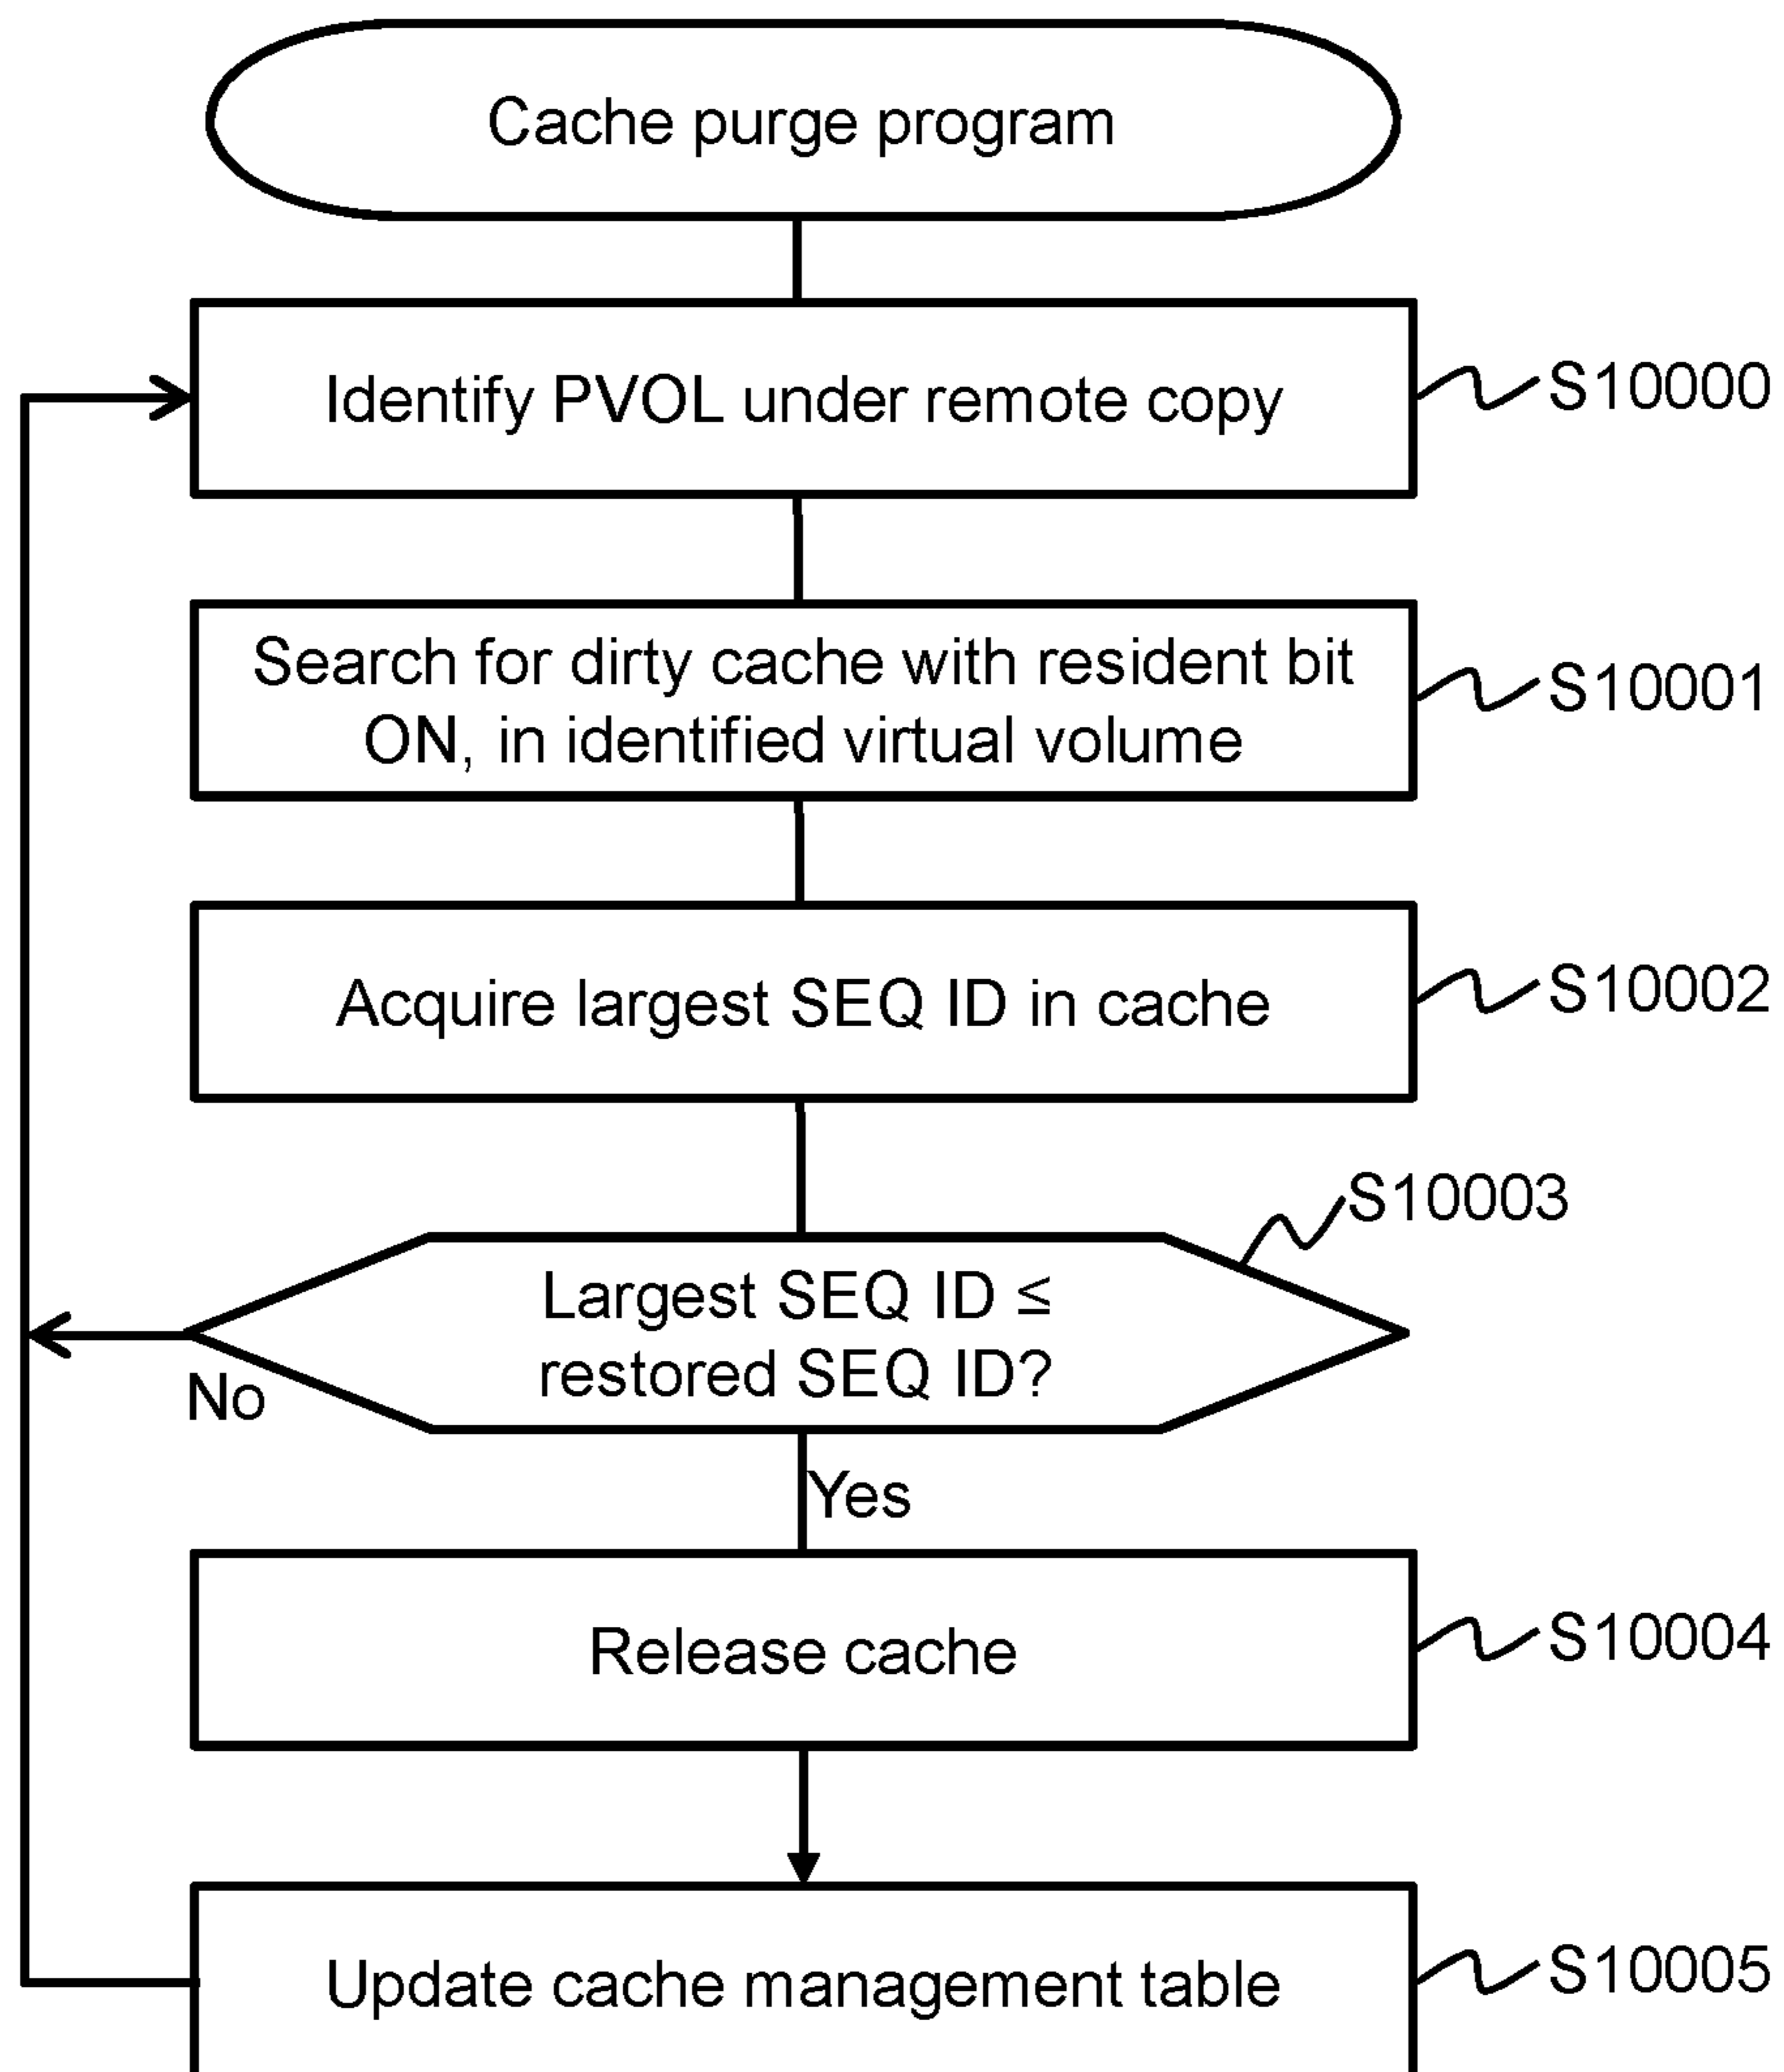 Cache purge program
Identify PVOL under remote copy
S10000
Search for dirty cache with resident bit
ON, in identified virtual volume
S10001
Acquire largest SEQ ID in cache
S10002
S10003
Largest SEQ ID ≤
restored SEQ ID?
No
Yes
Release cache
S10004
Update cache management table
S10005